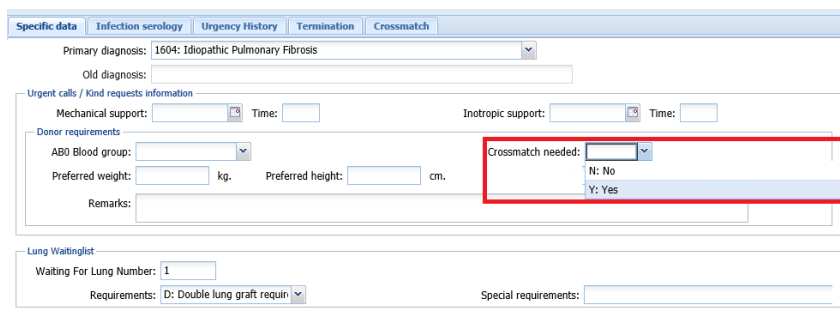 Specific data Infection serology Urgency History Termination Crossmatch
Primary diagnosis: 1604: Idiopathic Pulmonary Fibrosis
Old diagnosis:
Urgent calls / Kind requests information
Mechanical support: Time: Inotropic support: Time:
Donor requirements
AB0 Blood group: Crossmatch needed:
N: No
Preferred weight: kg. Preferred height: cm.
Y: Yes
Remarks:
Lung Waitinglist
Waiting For Lung Number: 1
Requirements: D: Double lung graft requir Special requirements: